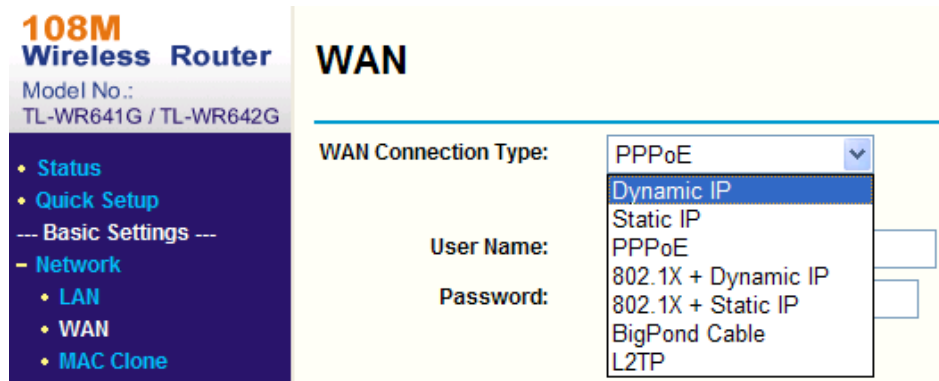 108M
Wireless Router
Model No.:
TL-WR641G / TL-WR642G
• Status
• Quick Setup
--- Basic Settings ---
– Network
• LAN
• WAN
• MAC Clone
WAN
WAN Connection Type:
PPPoE
Dynamic IP
Static IP
PPPoE
802.1X + Dynamic IP
802.1X + Static IP
BigPond Cable
L2TP
User Name:
Password: